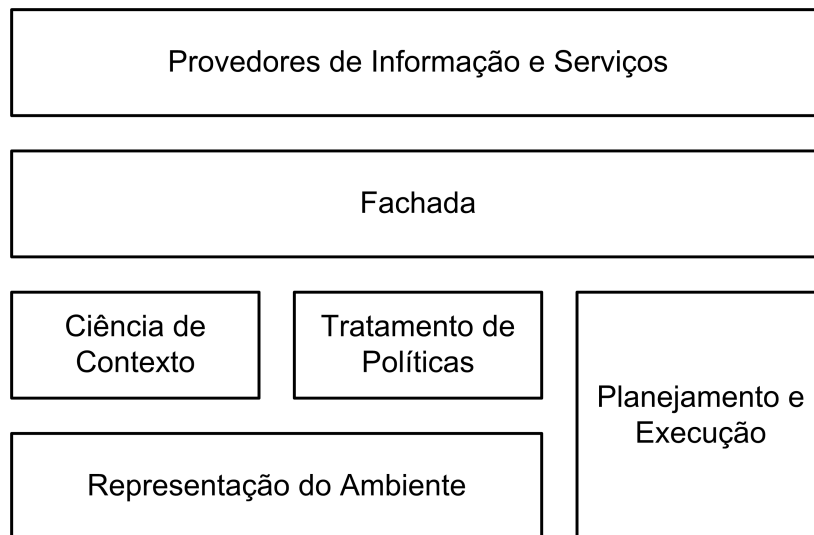 Provedores de Informação e Serviços
Fachada
Ciência de
Contexto
Tratamento de
Políticas
Planejamento e
Execução
Representação do Ambiente